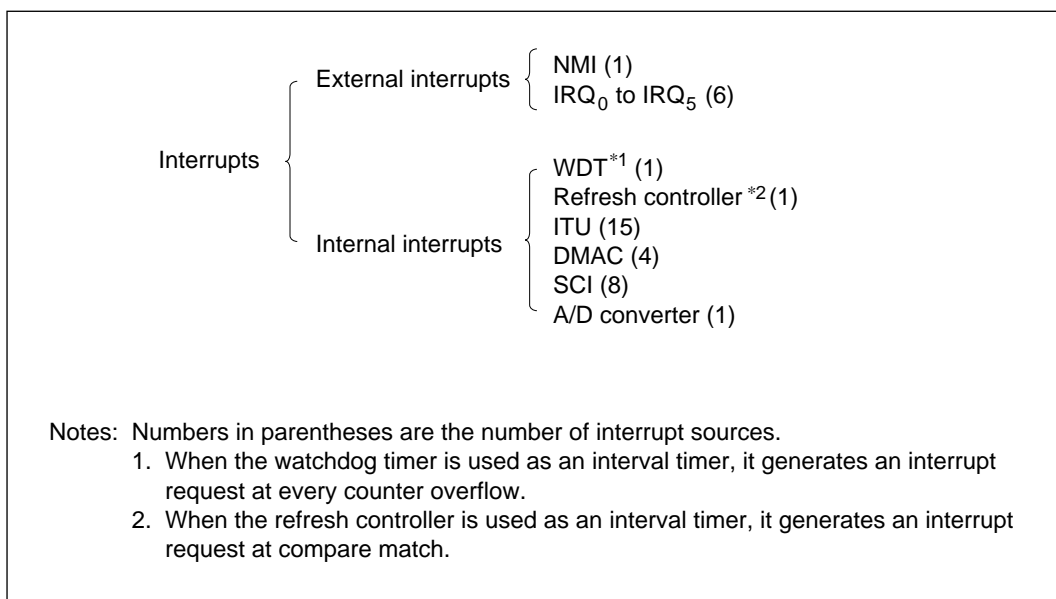 External interrupts
NMI (1)
IRQ0 to IRQ5 (6)
Interrupts
Internal interrupts
WDT*1 (1)
Refresh controller *2 (1)
ITU (15)
DMAC (4)
SCI (8)
A/D converter (1)
Notes: Numbers in parentheses are the number of interrupt sources.
1. When the watchdog timer is used as an interval timer, it generates an interrupt
request at every counter overflow.
2. When the refresh controller is used as an interval timer, it generates an interrupt
request at compare match.